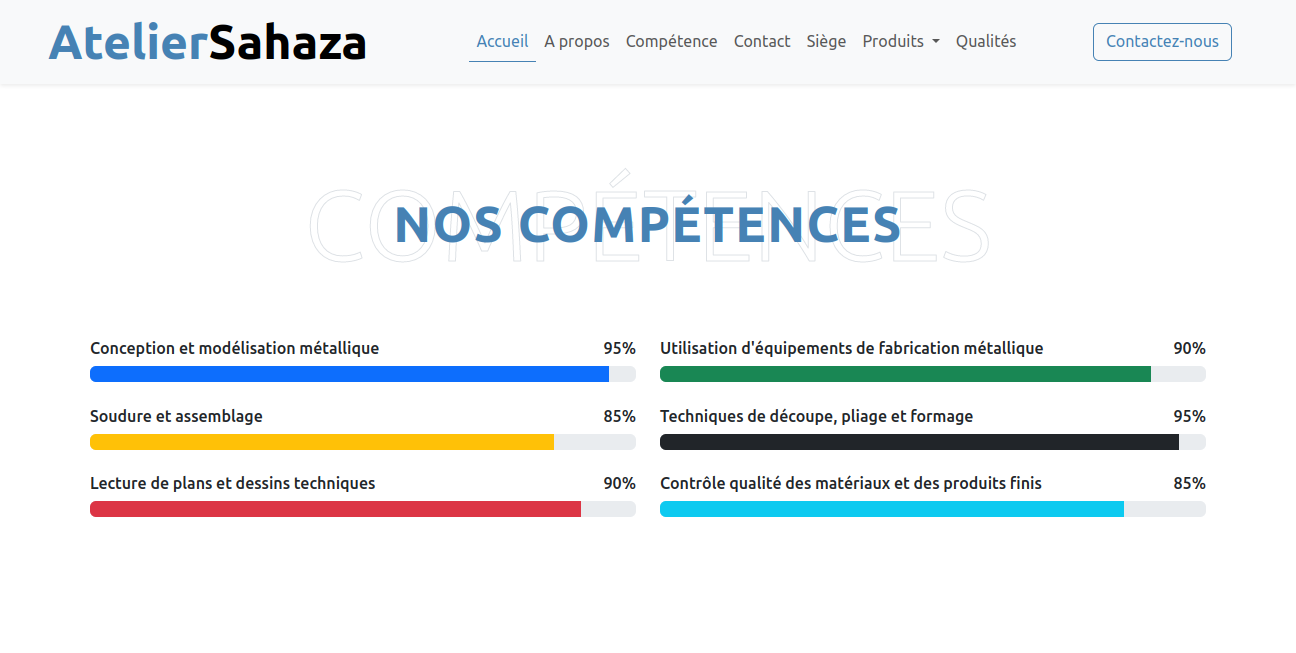 AtelierSahaza
Accueil A propos Compétence Contact Siège Produits Qualités
Contactez-nous
COMPÉTENCES
NOS COMPÉTENCES
Conception et modélisation métallique 95%
Utilisation d'équipements de fabrication métallique 90%
Soudure et assemblage 85%
Techniques de découpe, pliage et formage 95%
Lecture de plans et dessins techniques 90%
Contrôle qualité des matériaux et des produits finis 85%